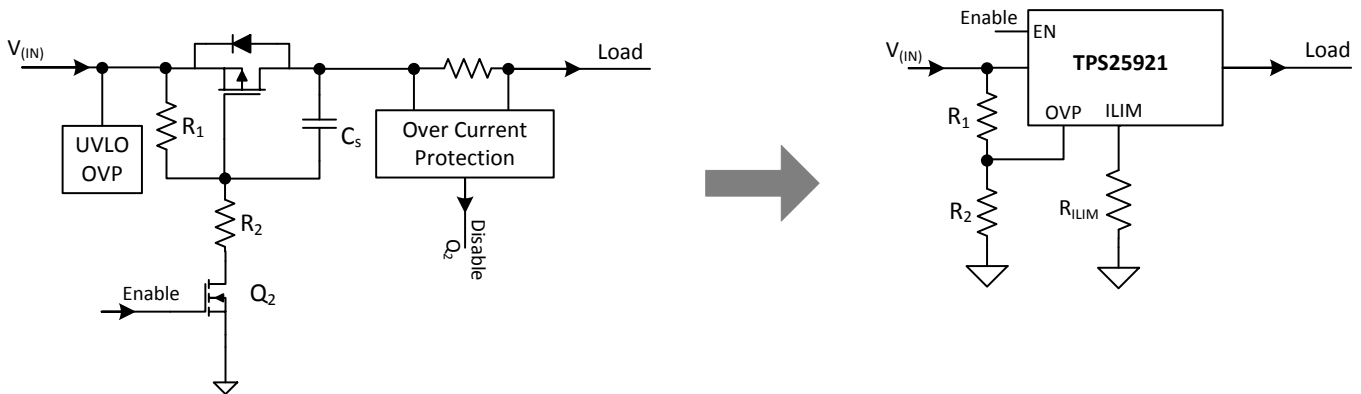 V(IN)
UVLO
OVP
R1
Cs
Load
Over Current
Protection
R2
Disable
Q2
Enable
Q2
Enable
EN
V(IN)
TPS25921
Load
OVP
ILIM
R1
R2
RILIM